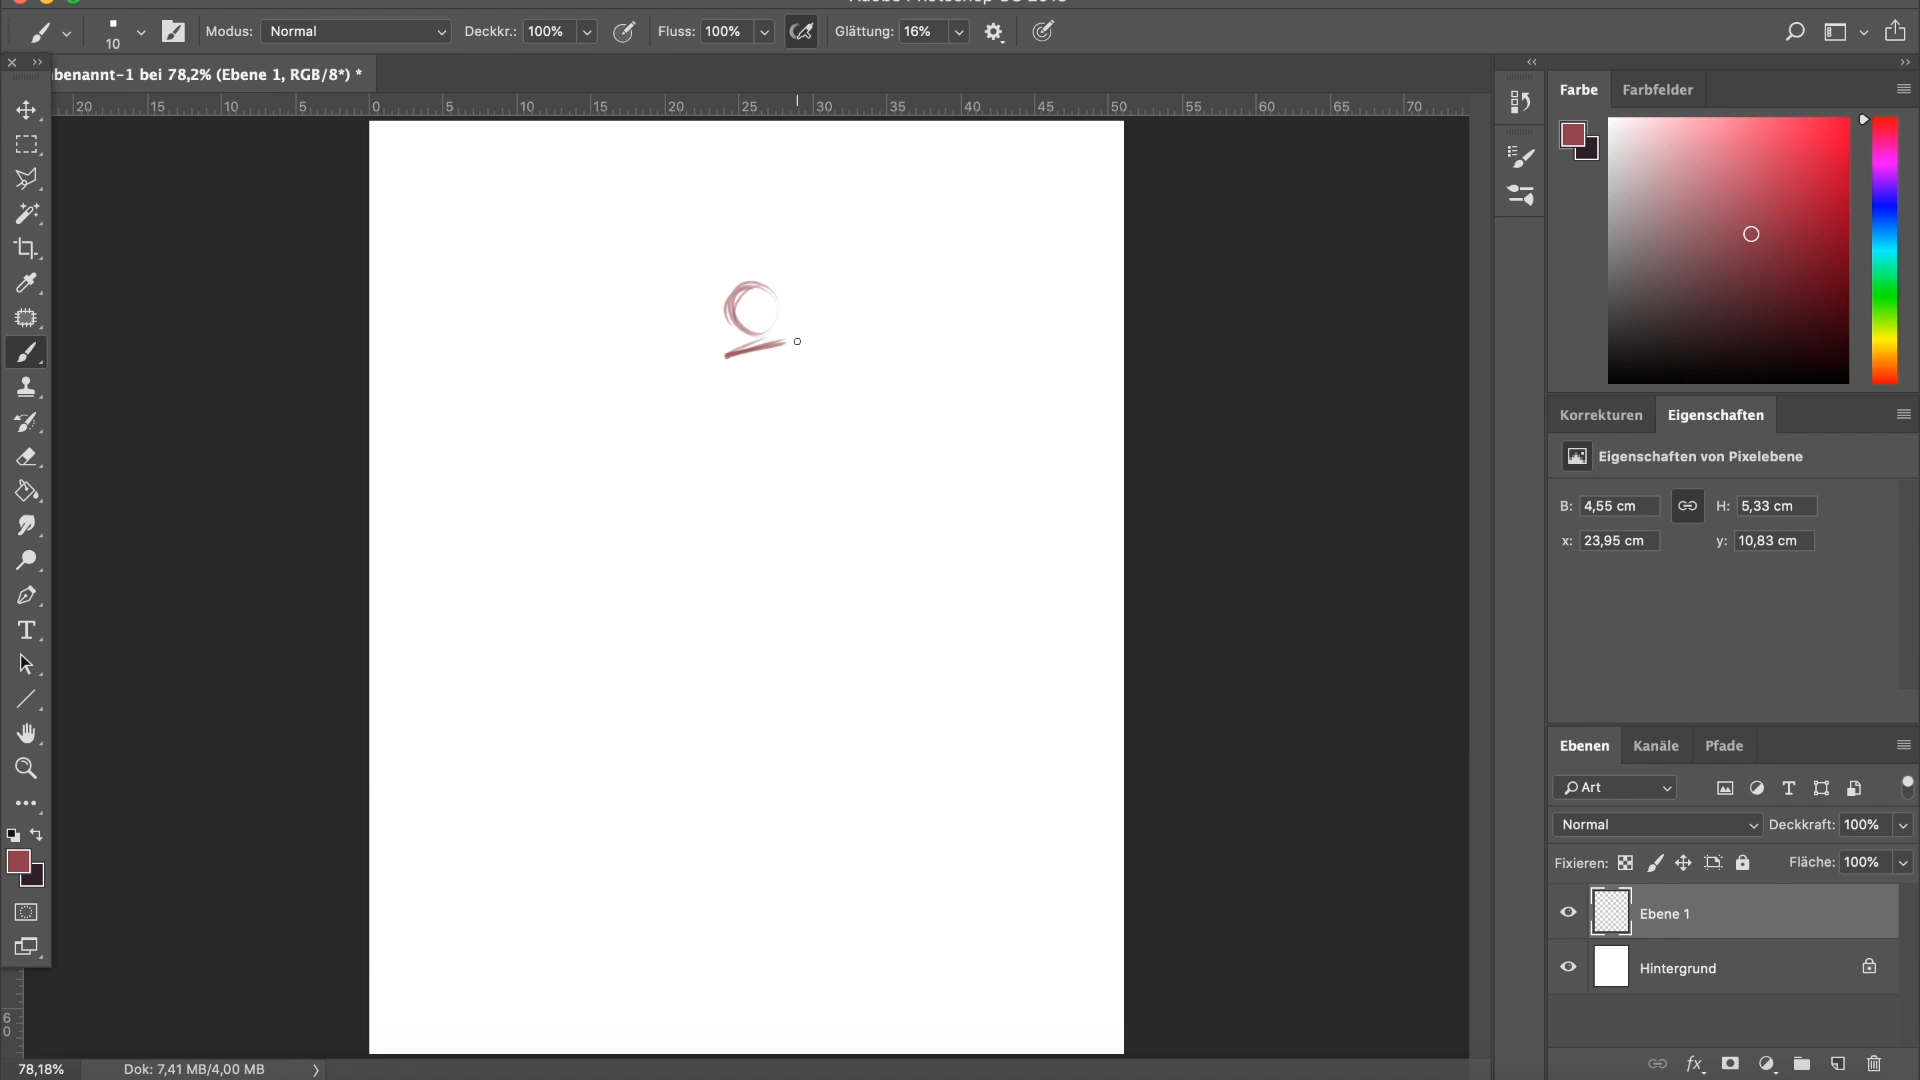 10 Modus: Normal Deckkr.: 100% Fluss: 100% Glättung: 16%
benannt-1 bei 78,2% (Ebene 1, RGB/8*) *
20 15 10 5 0 5 10 15 20 25 30 35 40 45 50 55 60 65 70
Farbe Farbfelder
Korrekturen Eigenschaften
Eigenschaften von Pixelebene
B: 4,55 cm H: 5,33 cm
x: 23,95 cm y: 10,83 cm
Ebenen Kanäle Pfade
Art
Normal Deckkraft: 100%
Fixieren: Fläche: 100%
Ebene 1
Hintergrund
60
78,18% Dok: 7,41 MB/4,00 MB
fx